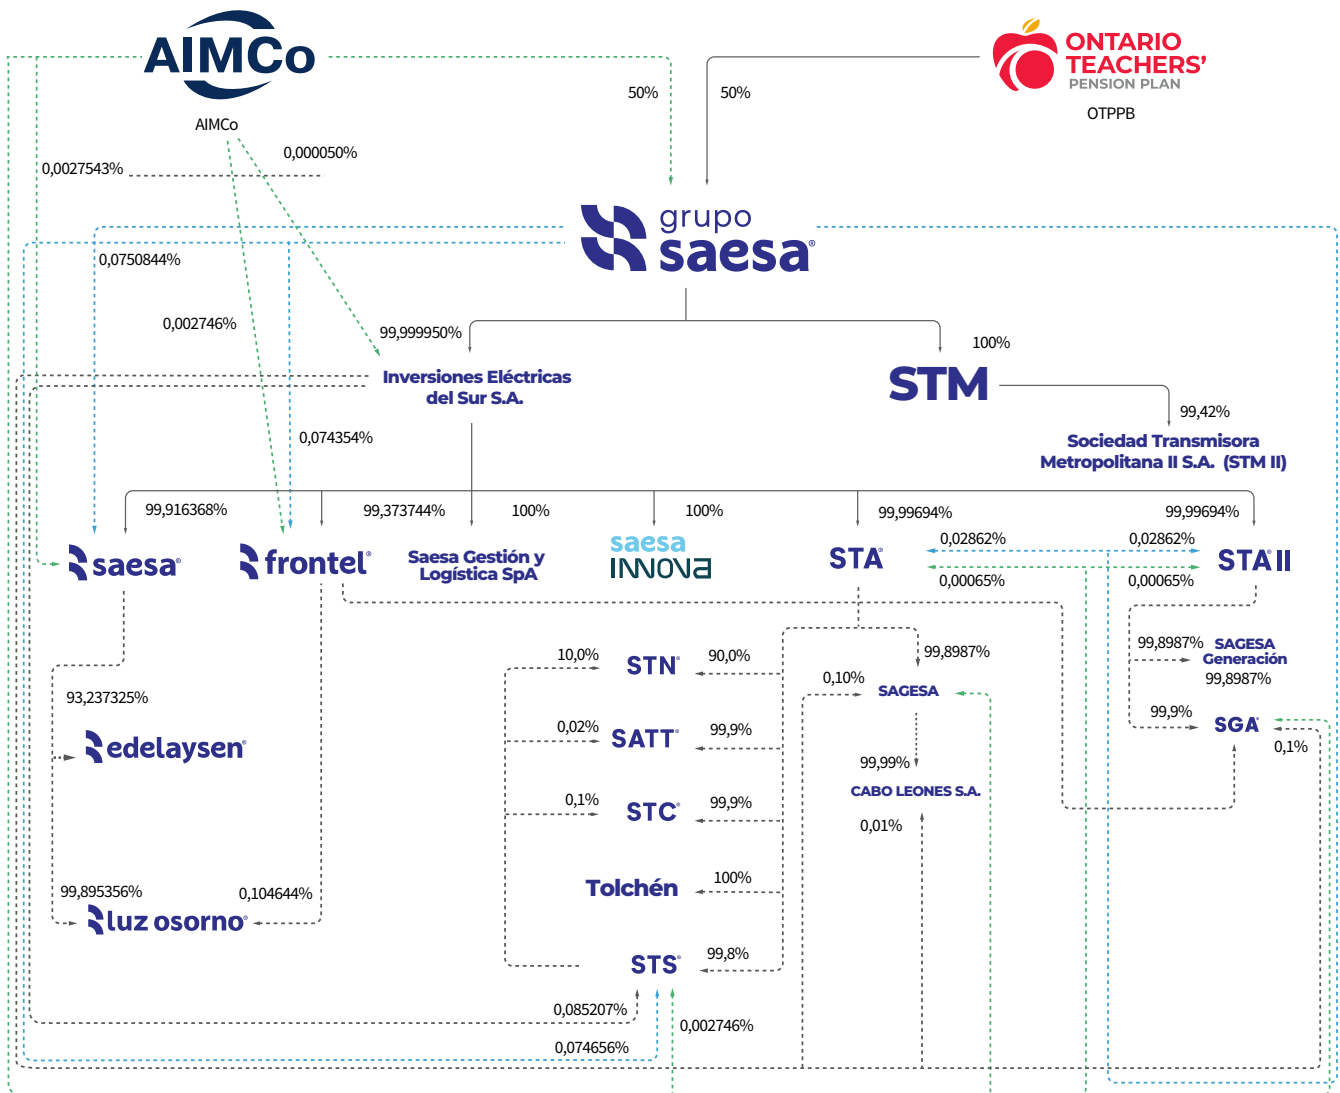 AIMCo
ONTARIO
TEACHERS'
PENSION PLAN
50%
50%
OTPPB
AIMCo
0,000050%
0,0027543%
grupo
saesa®
0,0750844%
0,002746%
99,999950%
100%
Inversiones Eléctricas
del Sur S.A.
STM
99,42%
0,074354%
Sociedad Transmisora
Metropolitana II S.A. (STM II)
99,916368%
99,373744%
100%
100%
99,99694%
99,99694%
saesa®
frontel®
Saesa Gestión y
Logística SpA
saesa
INNOVA
STA®
0,02862%
0,02862%
0,00065%
0,00065%
STA® II
10,0%
STN®
90,0%
99,8987%
99,8987%
SAGESA
Generación
99,8987%
93,237325%
0,10%
SAGESA
99,9%
SGA®
0,1%
edelaysen®
0,02%
SATT®
99,9%
99,99%
CABO LEONES S.A.
0,1%
STC®
99,9%
0,01%
99,895356%
0,104644%
Tolchén
100%
luz osorno®
STS®
99,8%
0,085207%
0,002746%
0,074656%